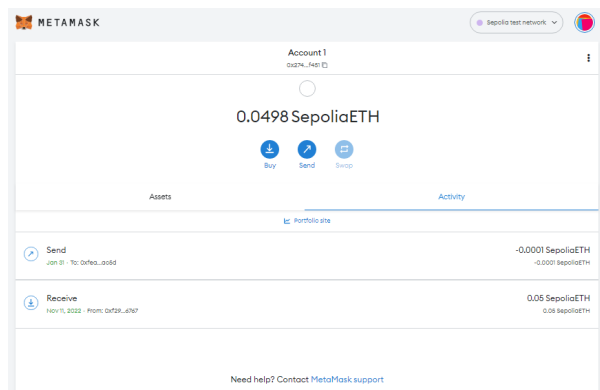 METAMASK
Sepolia test network
Account 1
0x274...f451
0.0498 SepoliaETH
Buy Send Swap
Assets Activity
Portfolio site
Send -0.0001 SepoliaETH
Jan 31 · To: 0xfea...ac6d -0.0001 SepoliaETH
Receive 0.05 SepoliaETH
Nov 11, 2022 · From: 0xf29...d767 0.05 SepoliaETH
Need help? Contact MetaMask support